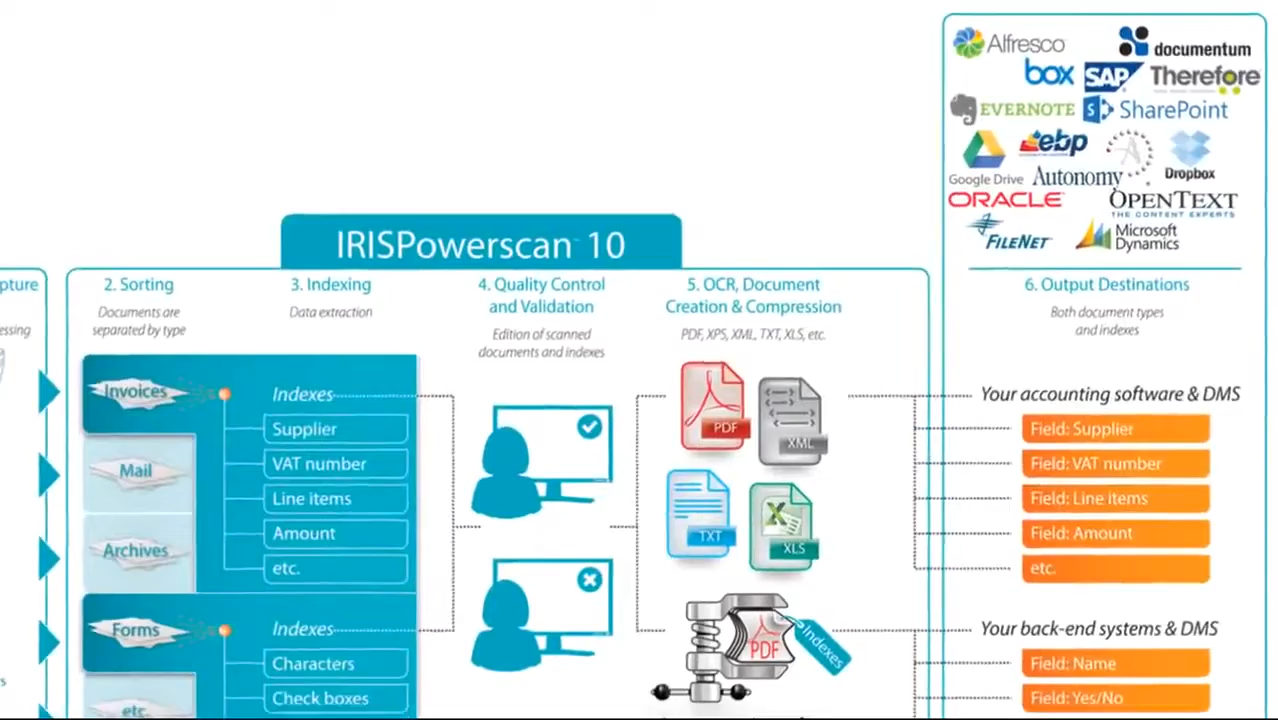 Alfresco
documentum
box
SAP
Therefore
EVERNOTE
SharePoint
Google Drive
ebp
Autonomy
A
Dropbox
ORACLE
OPENTEXT
THE CONTENT EXPERTS
FILENET
Microsoft
Dynamics
IRISPowerscan™ 10
pture
essing
2. Sorting
Documents are
separated by type
3. Indexing
Data extraction
4. Quality Control
and Validation
Edition of scanned
documents and indexes
5. OCR, Document
Creation & Compression
PDF, XPS, XML, TXT, XLS, etc.
6. Output Destinations
Both document types
and indexes
Invoices
Mail
Archives
Forms
etc
Indexes
Supplier
VAT number
Line items
Amount
etc.
Indexes
Characters
Check boxes
PDF
XML
TXT
X
XLS
PDF
Indexes
Your accounting software & DMS
Field: Supplier
Field: VAT number
Field: Line items
Field: Amount
etc.
Your back-end systems & DMS
Field: Name
Field: Yes/No